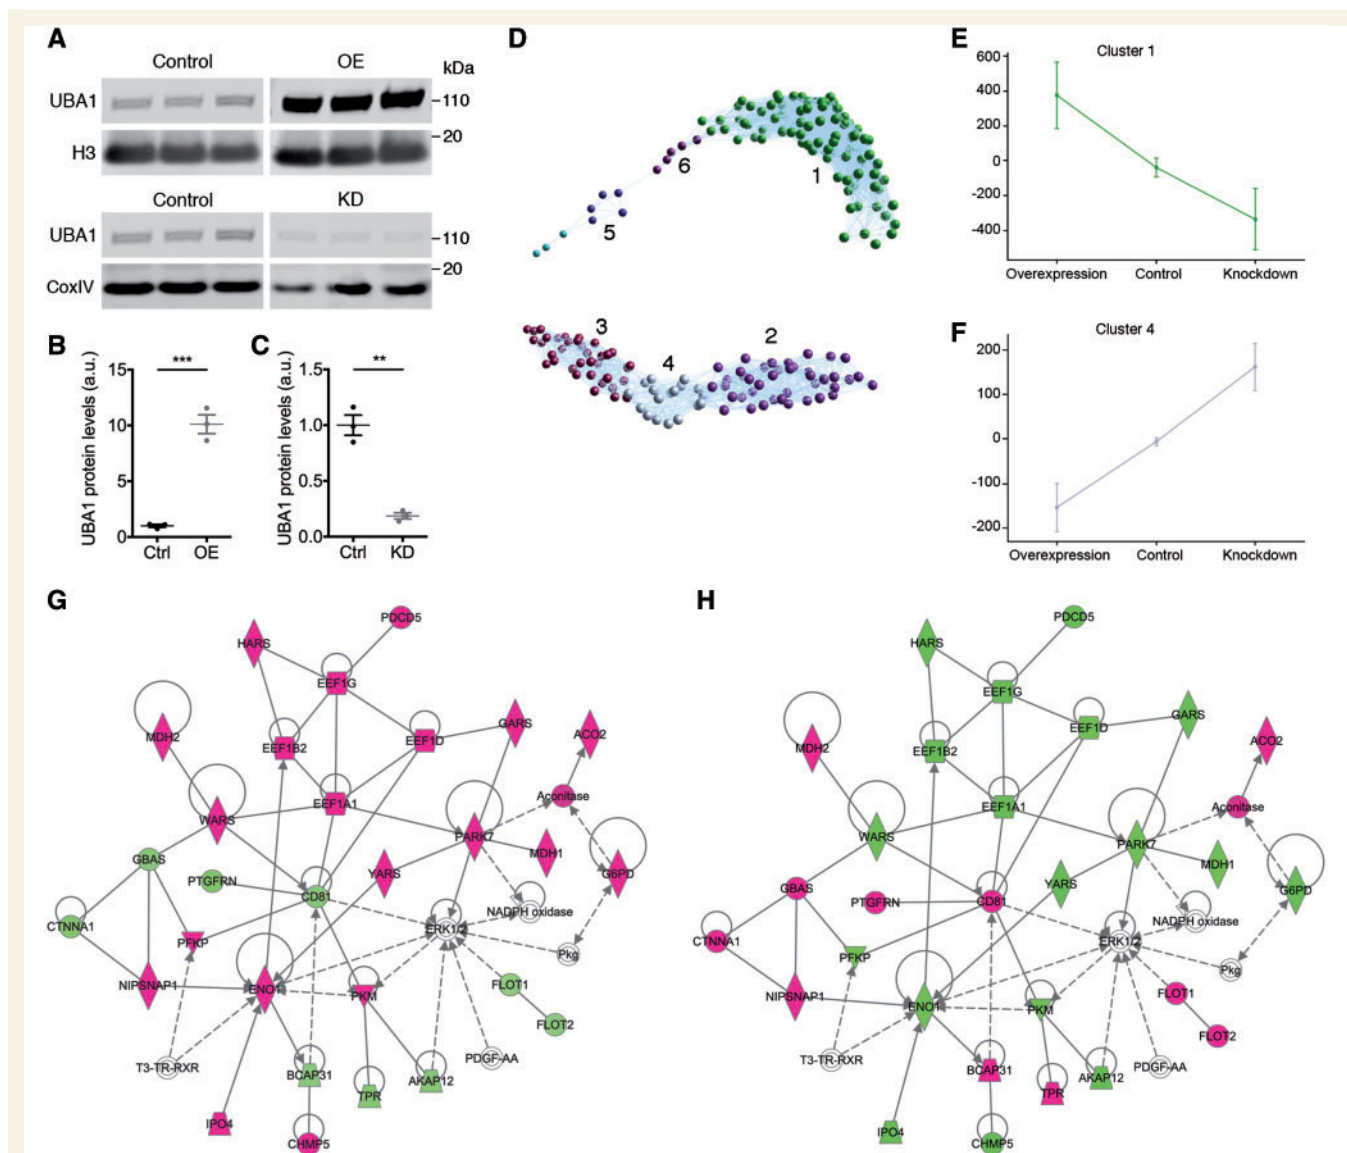 A
Control
OE
kDa
UBA1
110
20
H3
Control
KD
UBA1
110
20
CoxIV
B
UBA1 protein levels (a.u.)
15
10
5
0
***
Ctrl
OE
C
UBA1 protein levels (a.u.)
1.5
1.0
0.5
0.0
**
Ctrl
KD
D
1
6
5
3
4
2
E
Cluster 1
600
400
200
0
-200
-400
Overexpression
Control
Knockdown
F
Cluster 4
200
100
0
-100
-200
Overexpression
Control
Knockdown
G
PDCD5
HARS
EEF1G
GARS
MDH2
EEF1B2
EEF1D
ACO2
Aconitase
EEF1A1
WARS
PARK7
GBAS
MDH1
YARS
G6PD
PTGFRN
CD81
NADPH oxidase
CTNNA1
ERK1/2
PFKP
Pkg
NIPSNAP1
ENO1
PKM
FLOT1
FLOT2
T3-TR-RXR
PDGF-AA
BCAP31
AKAP12
TPR
IPO4
CHMP5
H
PDCD5
HARS
EEF1G
GARS
MDH2
EEF1B2
EEF1D
ACO2
Aconitase
EEF1A1
WARS
PARK7
GBAS
MDH1
YARS
G6PD
PTGFRN
CD81
NADPH oxidase
CTNNA1
ERK1/2
PFKP
Pkg
NIPSNAP1
ENO1
PKM
FLOT1
FLOT2
T3-TR-RXR
PDGF-AA
BCAP31
AKAP12
TPR
IPO4
CHMP5